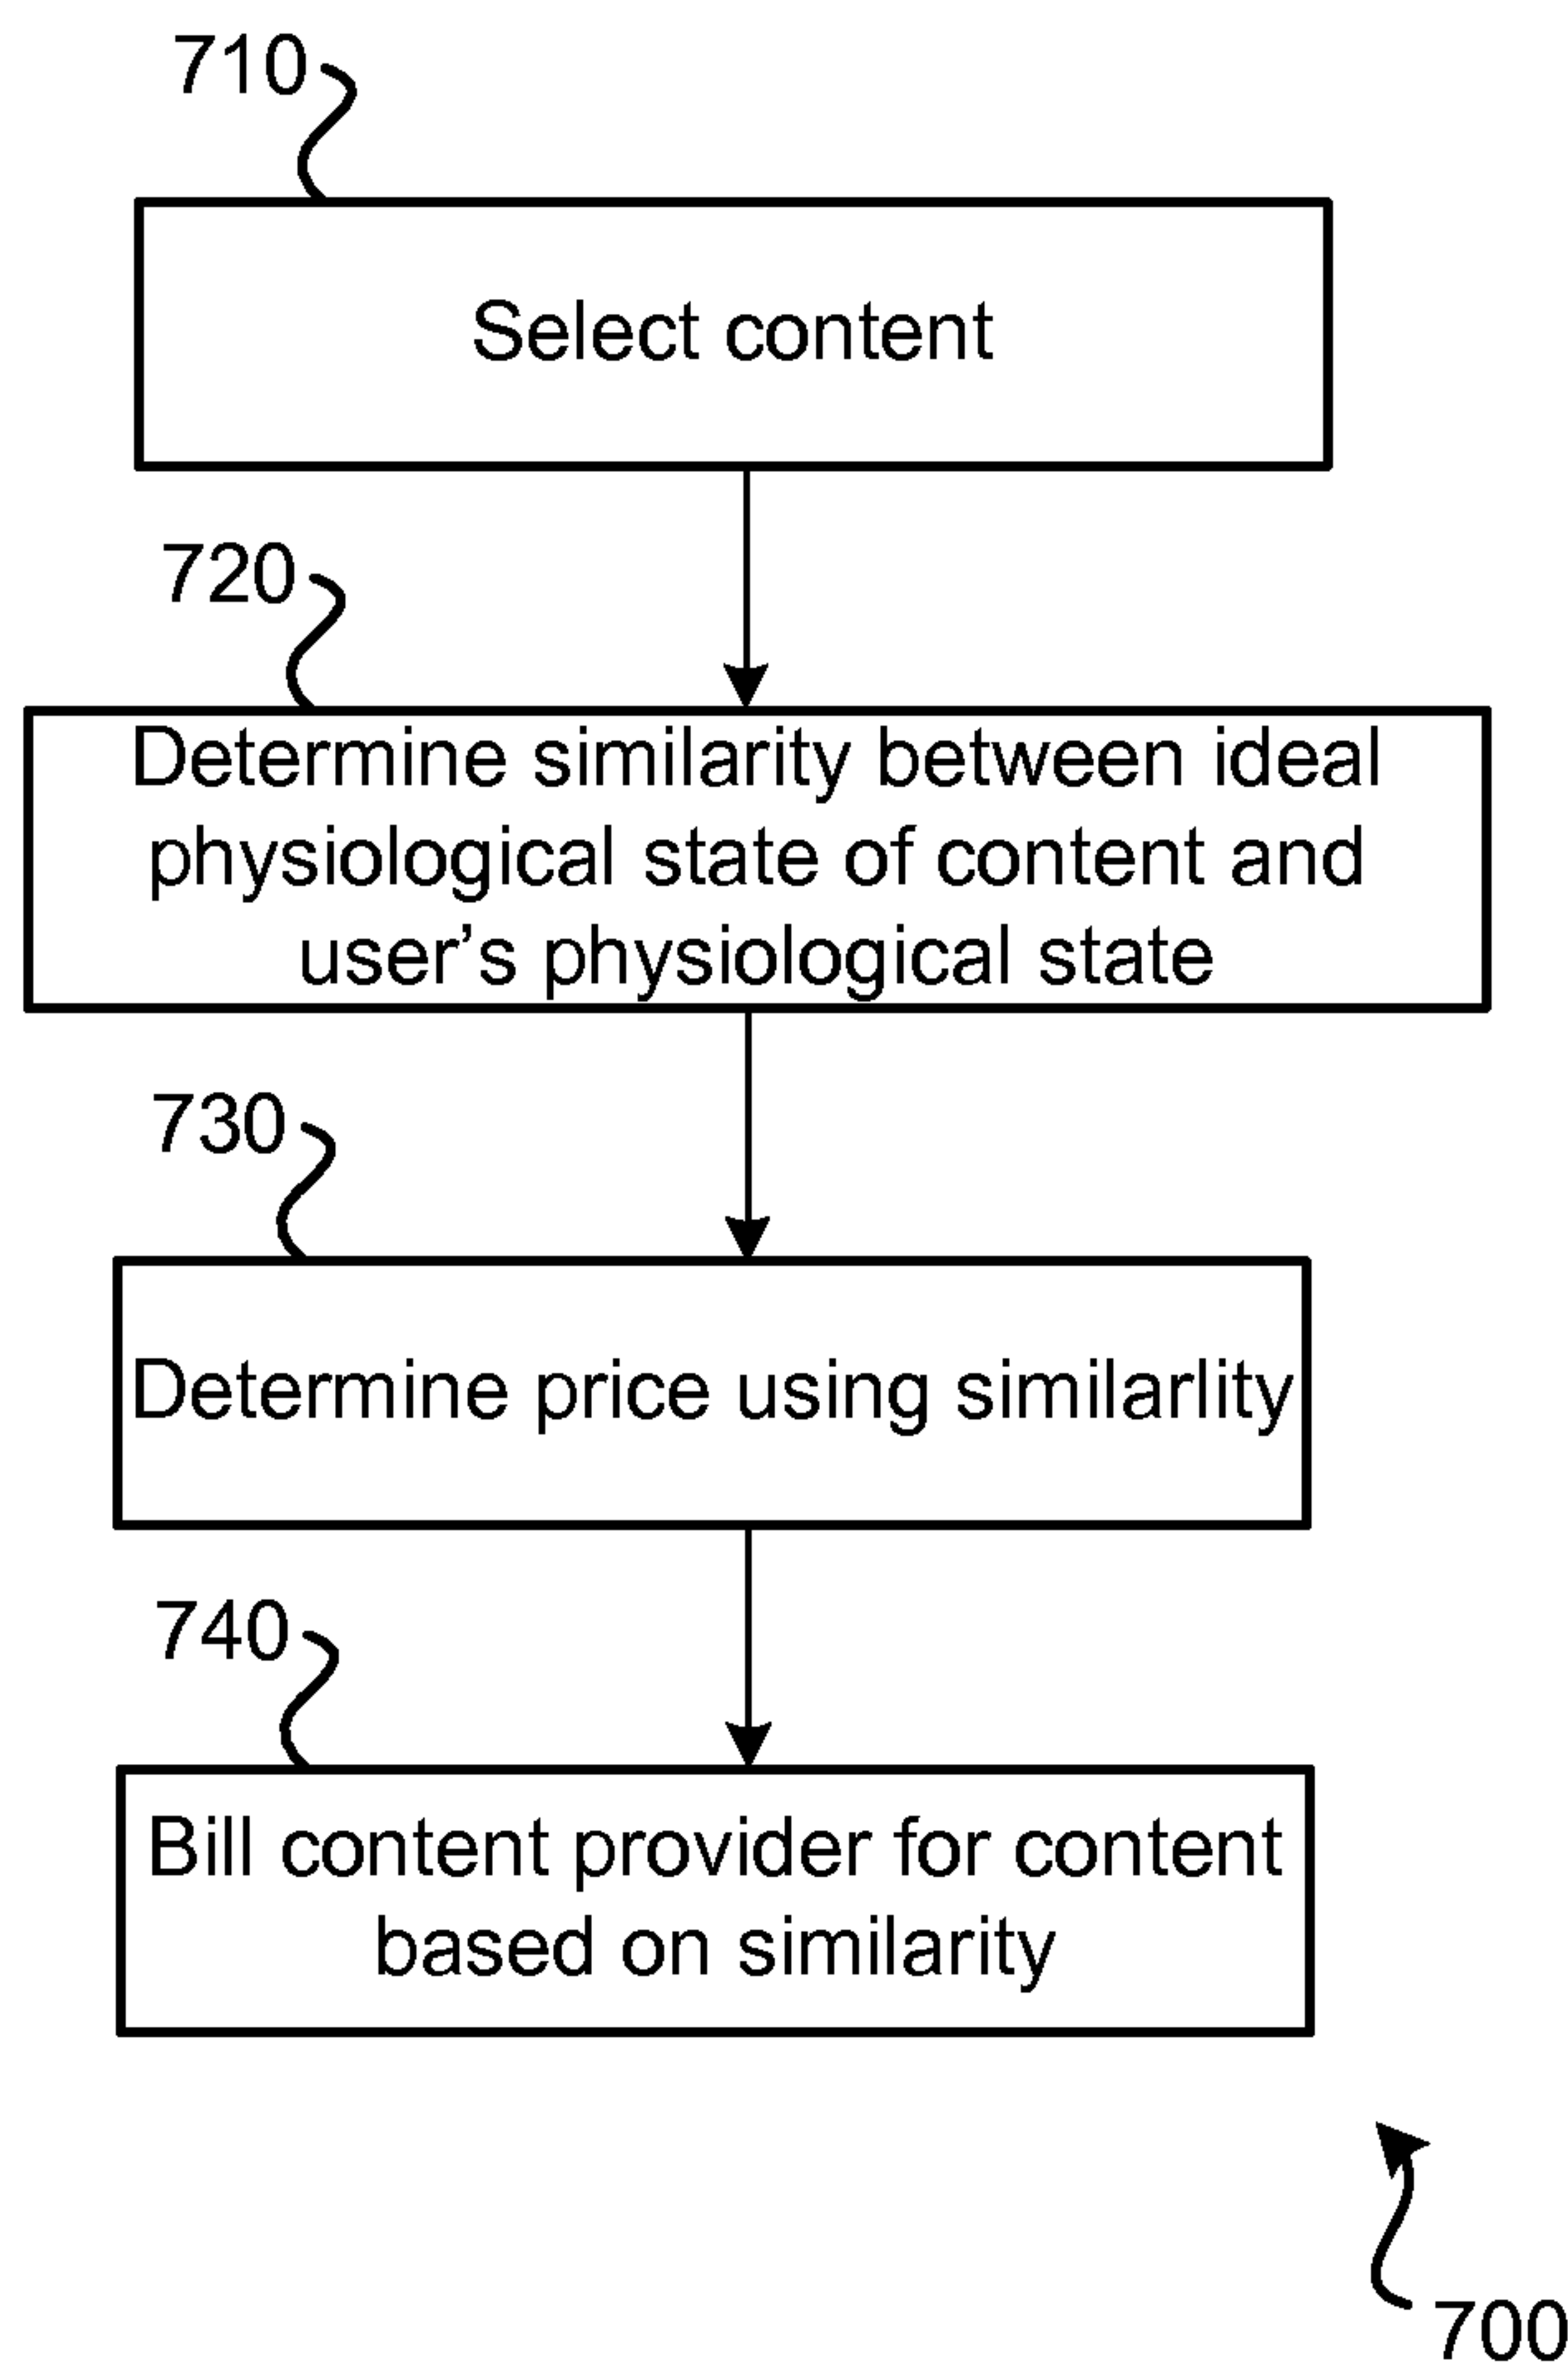 710
Select content
720
Determine similarity between ideal
physiological state of content and
user’s physiological state
730
Determine price using similarlity
740
Bill content provider for content
based on similarity
700